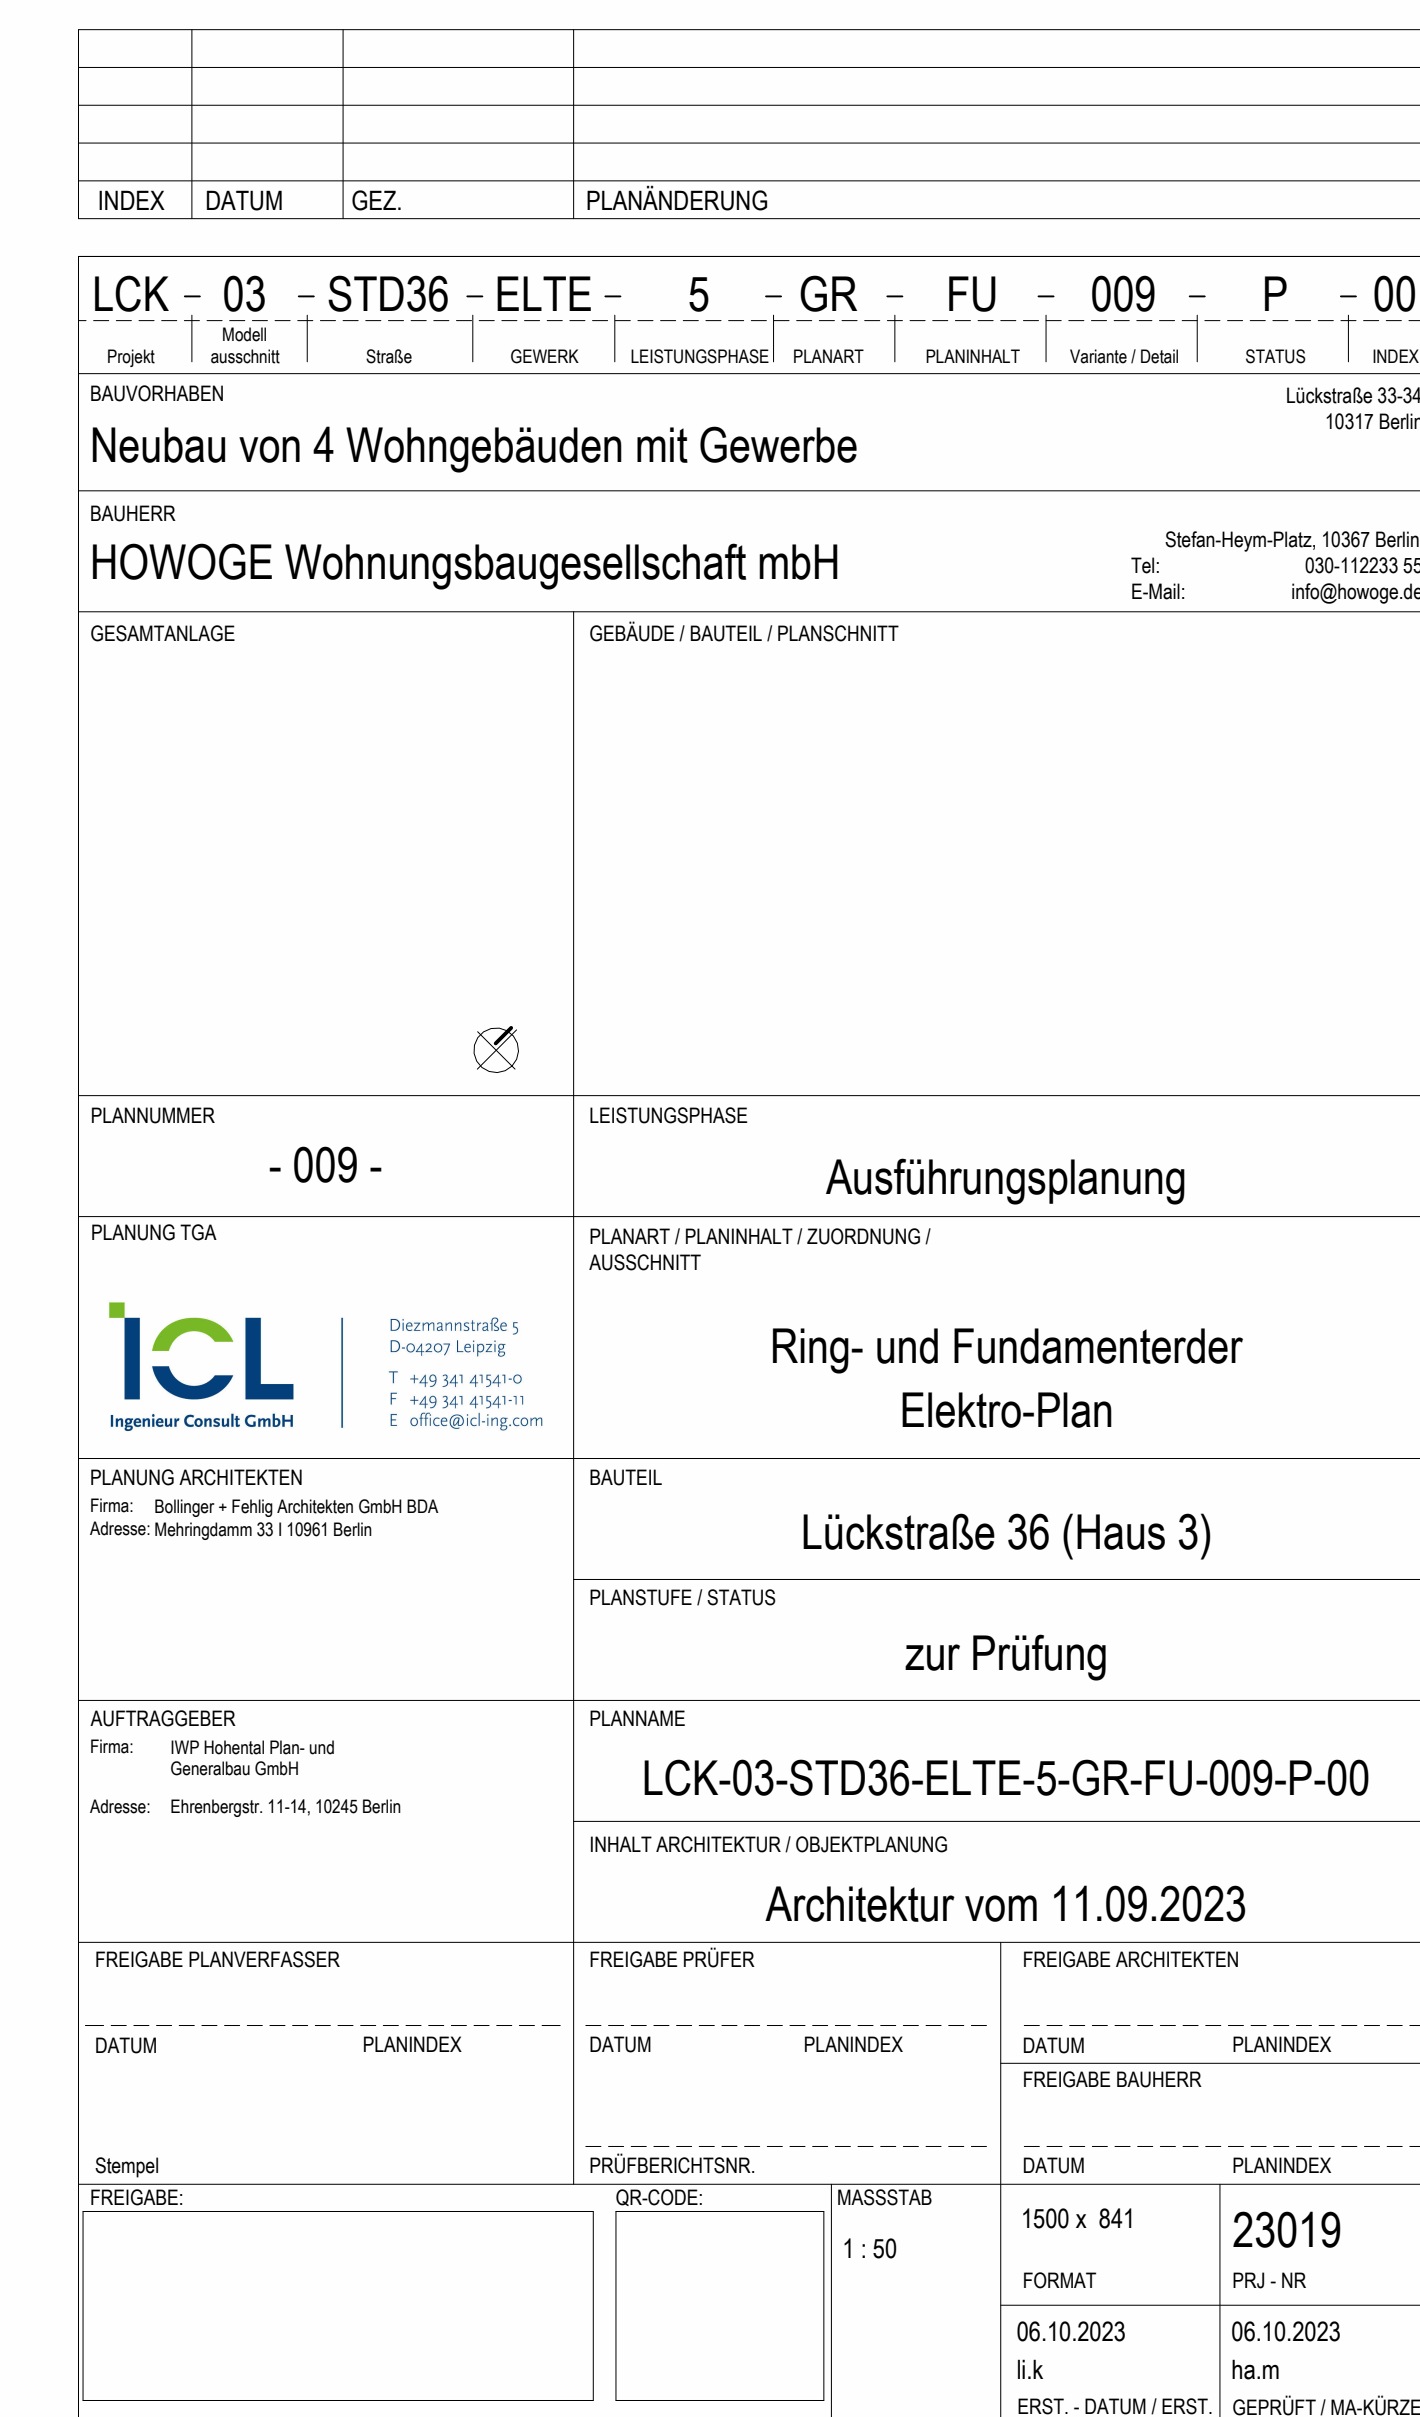 INDEX DATUM GEZ. PLANÄNDERUNG
LCK – 03 – STD36 – ELTE – 5 – GR – FU – 009 – P – 00
Projekt Modell ausschnitt Straße GEWERK LEISTUNGSPHASE PLANART PLANINHALT Variante / Detail STATUS INDEX
BAUVORHABEN
Neubau von 4 Wohngebäuden mit Gewerbe
Lückstraße 33-34
10317 Berlin
BAUHERR
HOWOGE Wohnungsbaugesellschaft mbH
Stefan-Heym-Platz, 10367 Berlin
Tel: 030-112233 55
E-Mail: info@howoge.de
GESAMTANLAGE
GEBÄUDE / BAUTEIL / PLANSCHNITT
PLANNUMMER
- 009 -
LEISTUNGSPHASE
Ausführungsplanung
PLANUNG TGA
ICL
Ingenieur Consult GmbH
Diezmannstraße 5
D-04207 Leipzig
T +49 341 41541-0
F +49 341 41541-11
E office@icl-ing.com
PLANART / PLANINHALT / ZUORDNUNG /
AUSSCHNITT
Ring- und Fundamenterder
Elektro-Plan
PLANUNG ARCHITEKTEN
Firma: Bollinger + Fehlig Architekten GmbH BDA
Adresse: Mehringdamm 33 I 10961 Berlin
BAUTEIL
Lückstraße 36 (Haus 3)
PLANSTUFE / STATUS
zur Prüfung
AUFTRAGGEBER
Firma: IWP Hohental Plan- und
Generalbau GmbH
Adresse: Ehrenbergstr. 11-14, 10245 Berlin
PLANNAME
LCK-03-STD36-ELTE-5-GR-FU-009-P-00
INHALT ARCHITEKTUR / OBJEKTPLANUNG
Architektur vom 11.09.2023
FREIGABE PLANVERFASSER
DATUM PLANINDEX
Stempel
FREIGABE PRÜFER
DATUM PLANINDEX
PRÜFBERICHTSNR.
FREIGABE ARCHITEKTEN
DATUM PLANINDEX
FREIGABE BAUHERR
DATUM PLANINDEX
FREIGABE:
QR-CODE:
MASSSTAB
1 : 50
1500 x 841
FORMAT
23019
PRJ - NR
06.10.2023
li.k
ERST. - DATUM / ERST.
06.10.2023
ha.m
GEPRÜFT / MA-KÜRZE